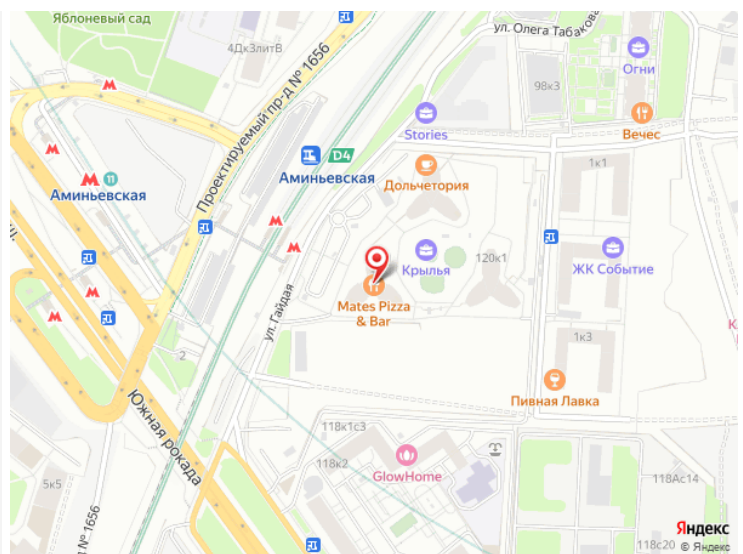 Яблоневый сад
4Дк3литВ
Проектируемый пр-д № 1656
ул. Олега Табакова
98к3
Огни
Вечес
Stories
D4
Аминьевская
Дольчетория
1к1
11
Аминьевская
Крылья
120к1
ЖК Событие
Mates Pizza
& Bar
ул. Гайдая
1к3
2
Пивная Лавка
Южная рокада
118к1с3
118к2
GlowHome
118Ас14
5к5
№ 1656
118с20
Яндекс
© Яндекс